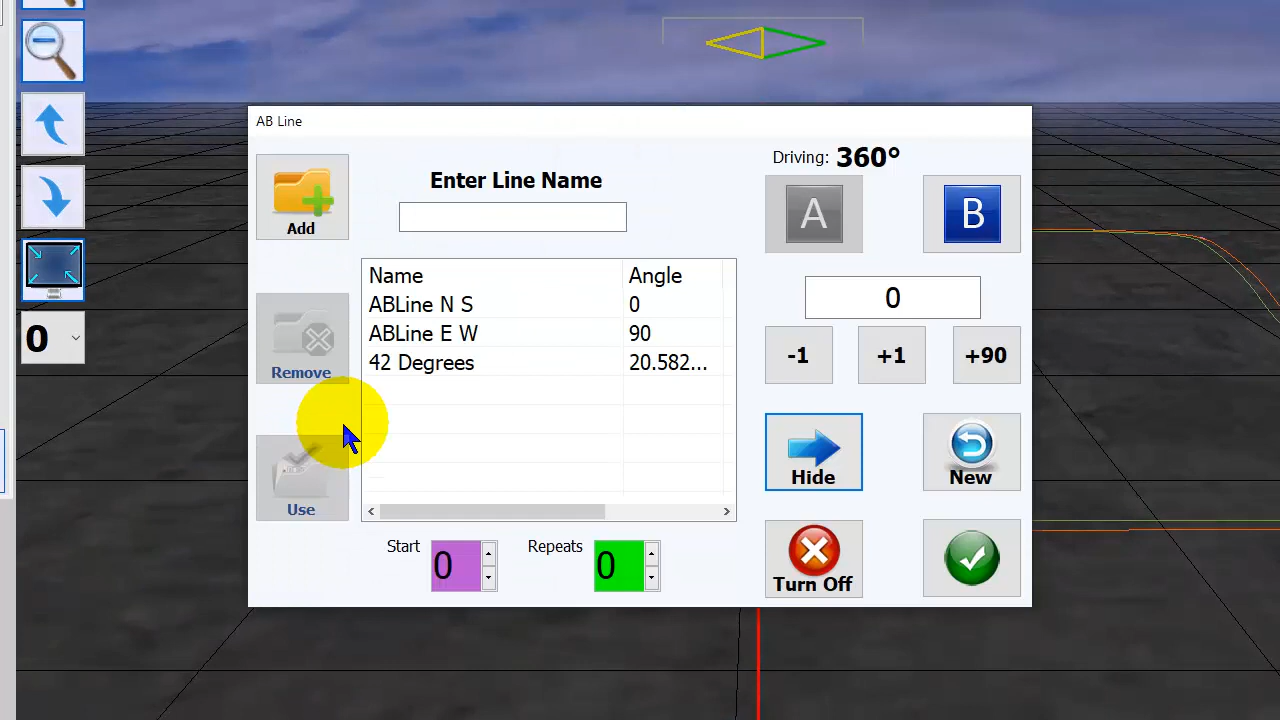 AB Line
Driving: 360°
Add
Enter Line Name
A
B
Name Angle
ABLine N S 0
ABLine E W 90
42 Degrees 20.582...
0
-1 +1 +90
Remove
0
Use
Hide
New
Start 0
Repeats 0
Turn Off